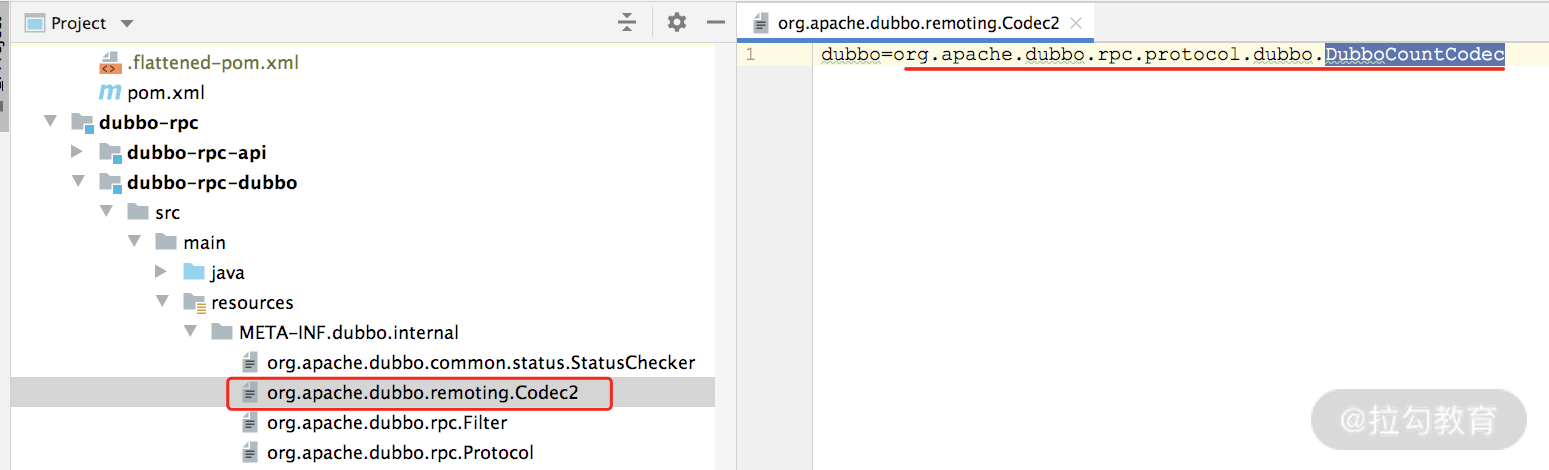 Project
.flattened-pom.xml
pom.xml
dubbo-rpc
dubbo-rpc-api
dubbo-rpc-dubbo
src
main
java
resources
META-INF.dubbo.internal
org.apache.dubbo.common.status.StatusChecker
org.apache.dubbo.remoting.Codec2
org.apache.dubbo.rpc.Filter
org.apache.dubbo.rpc.Protocol
org.apache.dubbo.remoting.Codec2
1 dubbo=org.apache.dubbo.rpc.protocol.dubbo.DubboCountCodec
@拉勾教育